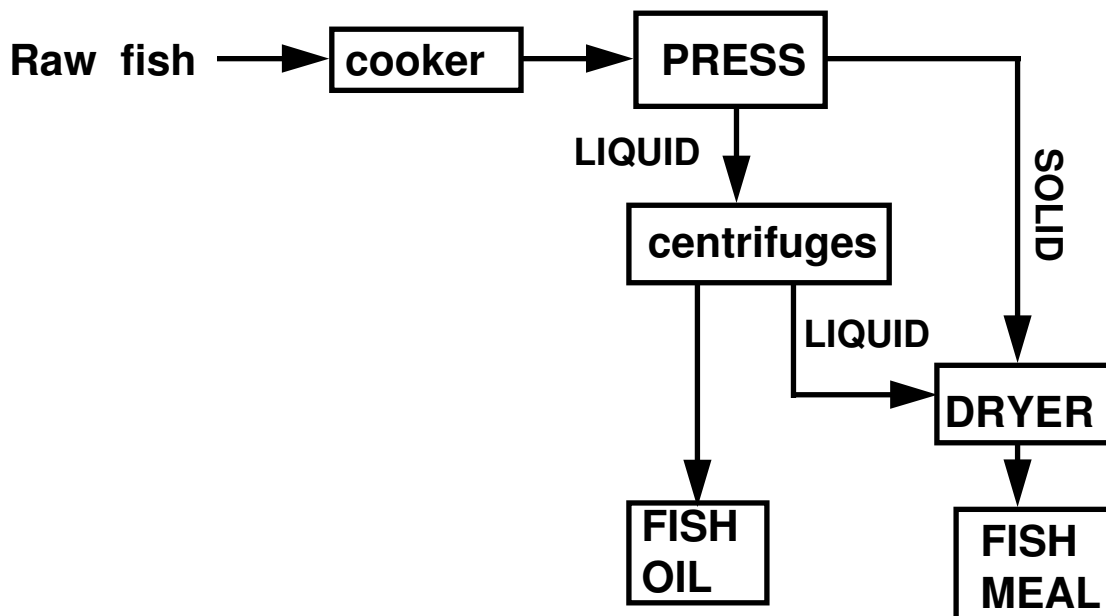 Raw fish
cooker
PRESS
LIQUID
SOLID
centrifuges
LIQUID
DRYER
FISH
OIL
FISH
MEAL